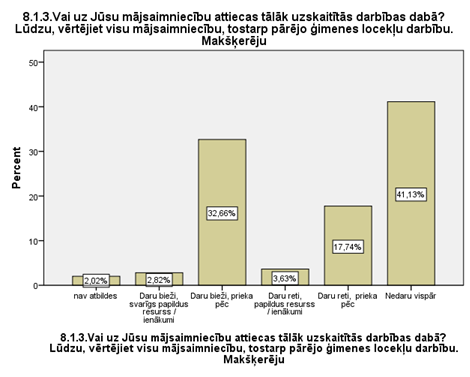 8.1.3.Vai uz Jūsu mājsaimniecību attiecas tālāk uzskaitītās darbības dabā?
Lūdzu, vērtējiet visu mājsaimniecību, tostarp pārējo ģimenes locekļu darbību.
Makšķerēju
Percent
50
40
30
20
10
0
2,02%
2,82%
32,66%
3,63%
17,74%
41,13%
nav atbildes
Daru bieži,
svarīgs papildus
resurss /
ienākumi
Daru bieži, prieka
pēc
Daru reti,
papildus resurss
/ ienākumi
Daru reti, prieka
pēc
Nedaru vispār
8.1.3.Vai uz Jūsu mājsaimniecību attiecas tālāk uzskaitītās darbības dabā?
Lūdzu, vērtējiet visu mājsaimniecību, tostarp pārējo ģimenes locekļu darbību.
Makšķerēju